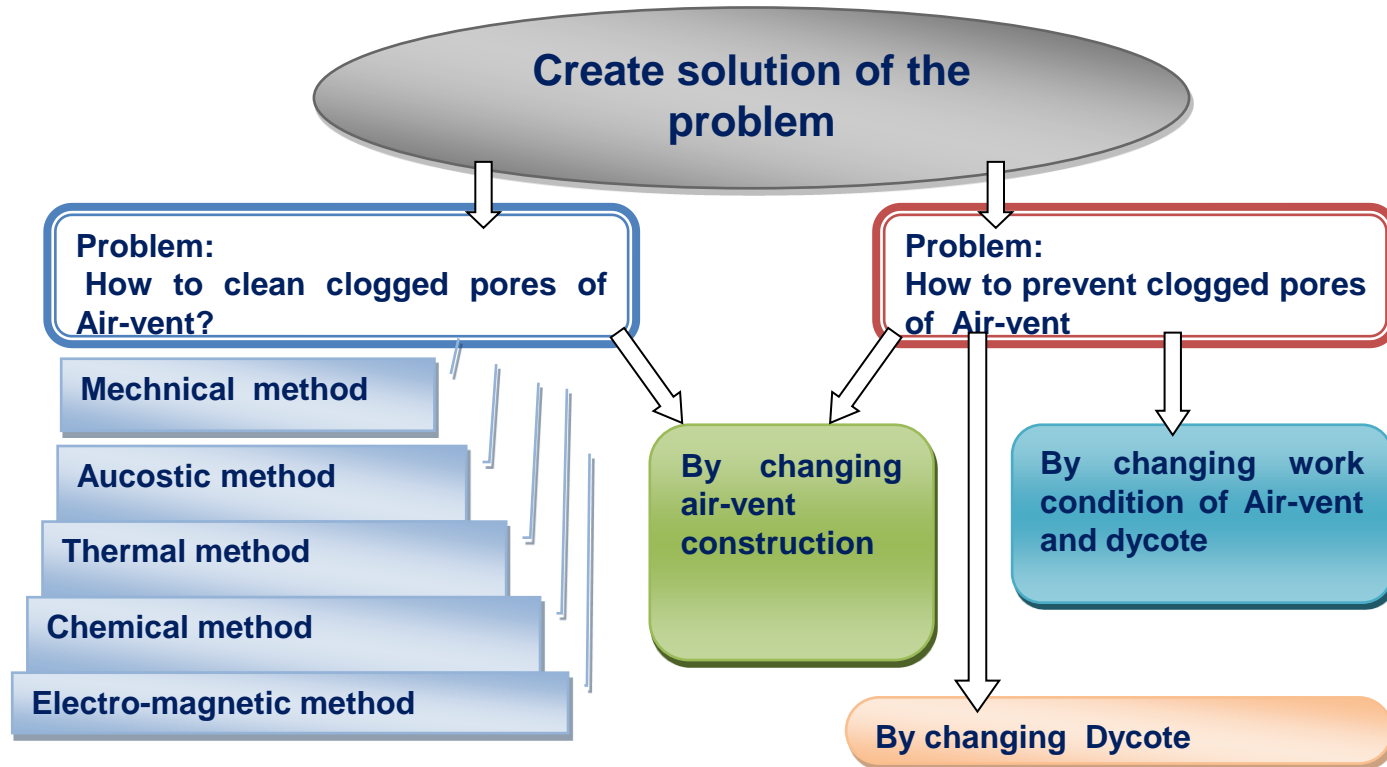 Create solution of the
problem
Problem:
How to clean clogged pores of
Air-vent?
Problem:
How to prevent clogged pores
of Air-vent
Mechnical method
Aucostic method
Thermal method
Chemical method
Electro-magnetic method
By changing
air-vent
construction
By changing work
condition of Air-vent
and dycote
By changing Dycote